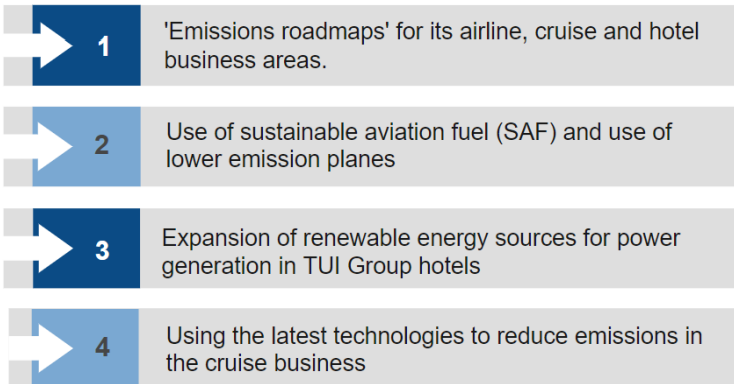 1
'Emissions roadmaps' for its airline, cruise and hotel
business areas.
2
Use of sustainable aviation fuel (SAF) and use of
lower emission planes
3
Expansion of renewable energy sources for power
generation in TUI Group hotels
4
Using the latest technologies to reduce emissions in
the cruise business